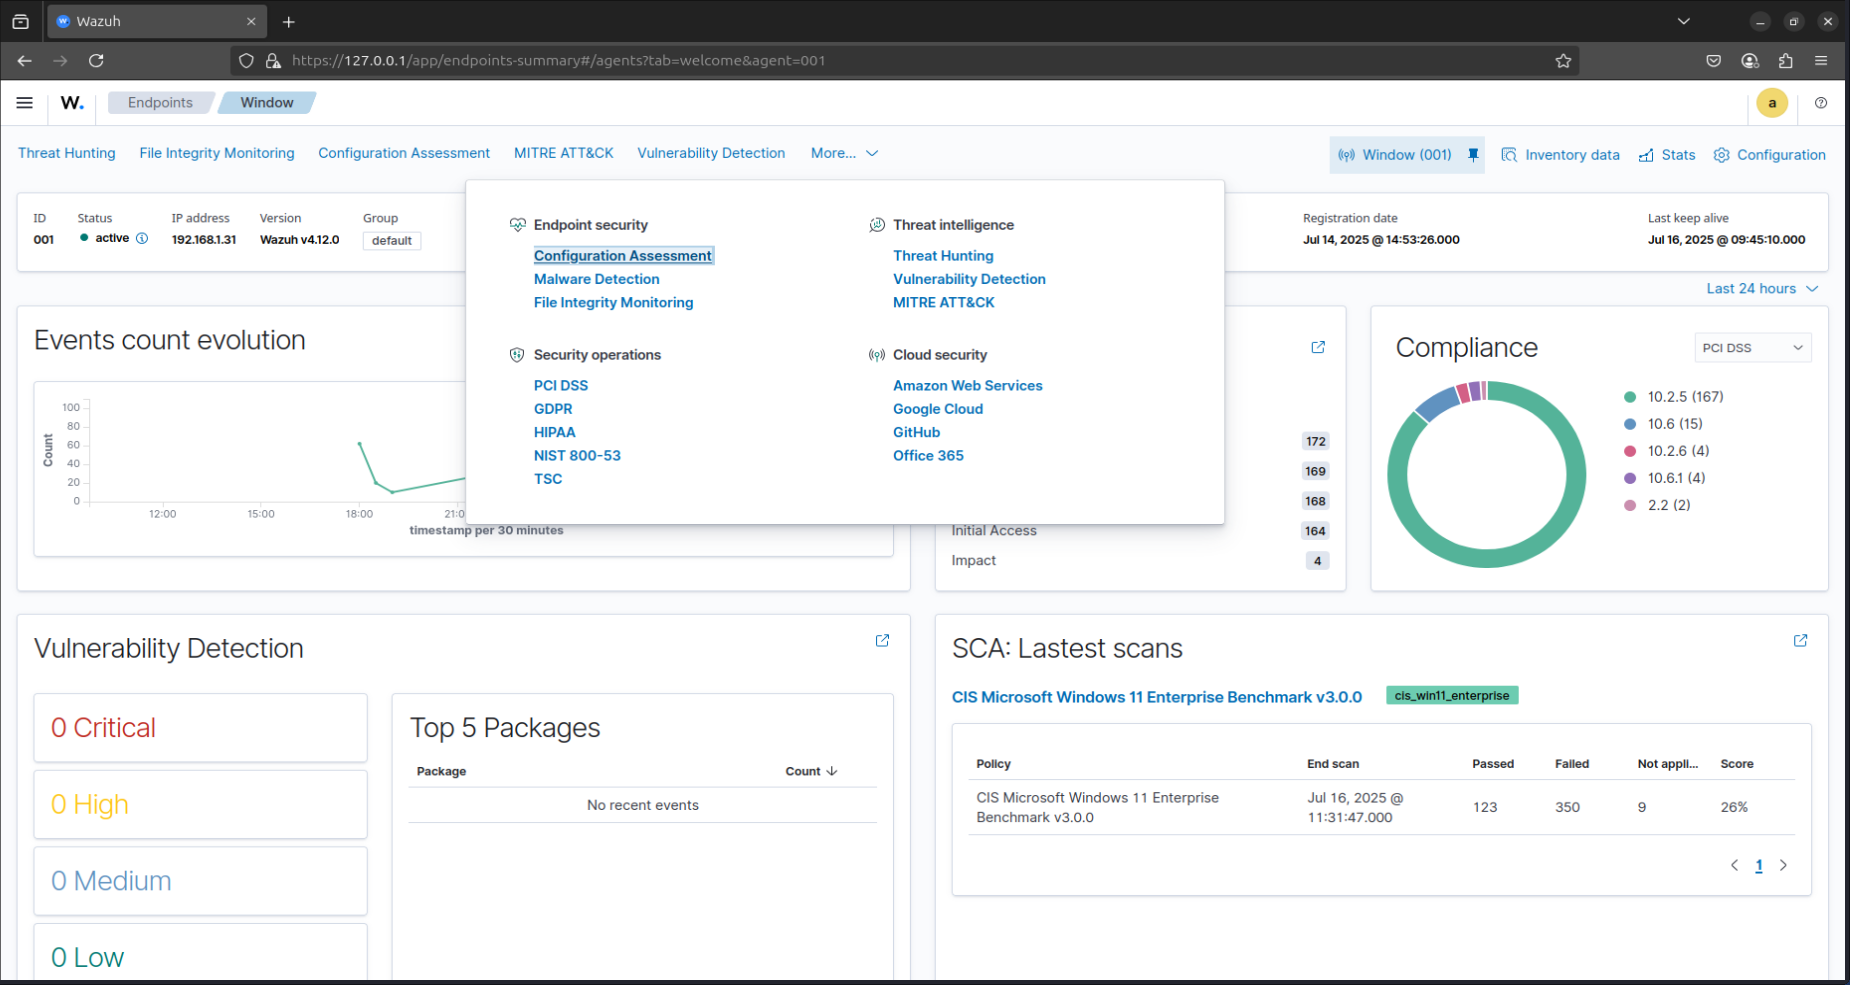 Wazuh
https://127.0.0.1/app/endpoints-summary#/agents?tab=welcome&agent=001
W.
Endpoints
Window
a
Threat Hunting
File Integrity Monitoring
Configuration Assessment
MITRE ATT&CK
Vulnerability Detection
More...
Window (001)
Inventory data
Stats
Configuration
ID
001
Status
active
IP address
192.168.1.31
Version
Wazuh v4.12.0
Group
default
Registration date
Jul 14, 2025 @ 14:53:26.000
Last keep alive
Jul 16, 2025 @ 09:45:10.000
Endpoint security
Configuration Assessment
Malware Detection
File Integrity Monitoring
Threat intelligence
Threat Hunting
Vulnerability Detection
MITRE ATT&CK
Security operations
PCI DSS
GDPR
HIPAA
NIST 800-53
TSC
Cloud security
Amazon Web Services
Google Cloud
GitHub
Office 365
Last 24 hours
Events count evolution
Count
100
80
60
40
20
0
12:00
15:00
18:00
21:0
timestamp per 30 minutes
172
169
168
Initial Access
164
Impact
4
Compliance
PCI DSS
10.2.5 (167)
10.6 (15)
10.2.6 (4)
10.6.1 (4)
2.2 (2)
Vulnerability Detection
0 Critical
0 High
0 Medium
0 Low
Top 5 Packages
Package
Count
No recent events
SCA: Lastest scans
CIS Microsoft Windows 11 Enterprise Benchmark v3.0.0
cis_win11_enterprise
Policy
End scan
Passed
Failed
Not appli...
Score
CIS Microsoft Windows 11 Enterprise
Benchmark v3.0.0
Jul 16, 2025 @
11:31:47.000
123
350
9
26%
1